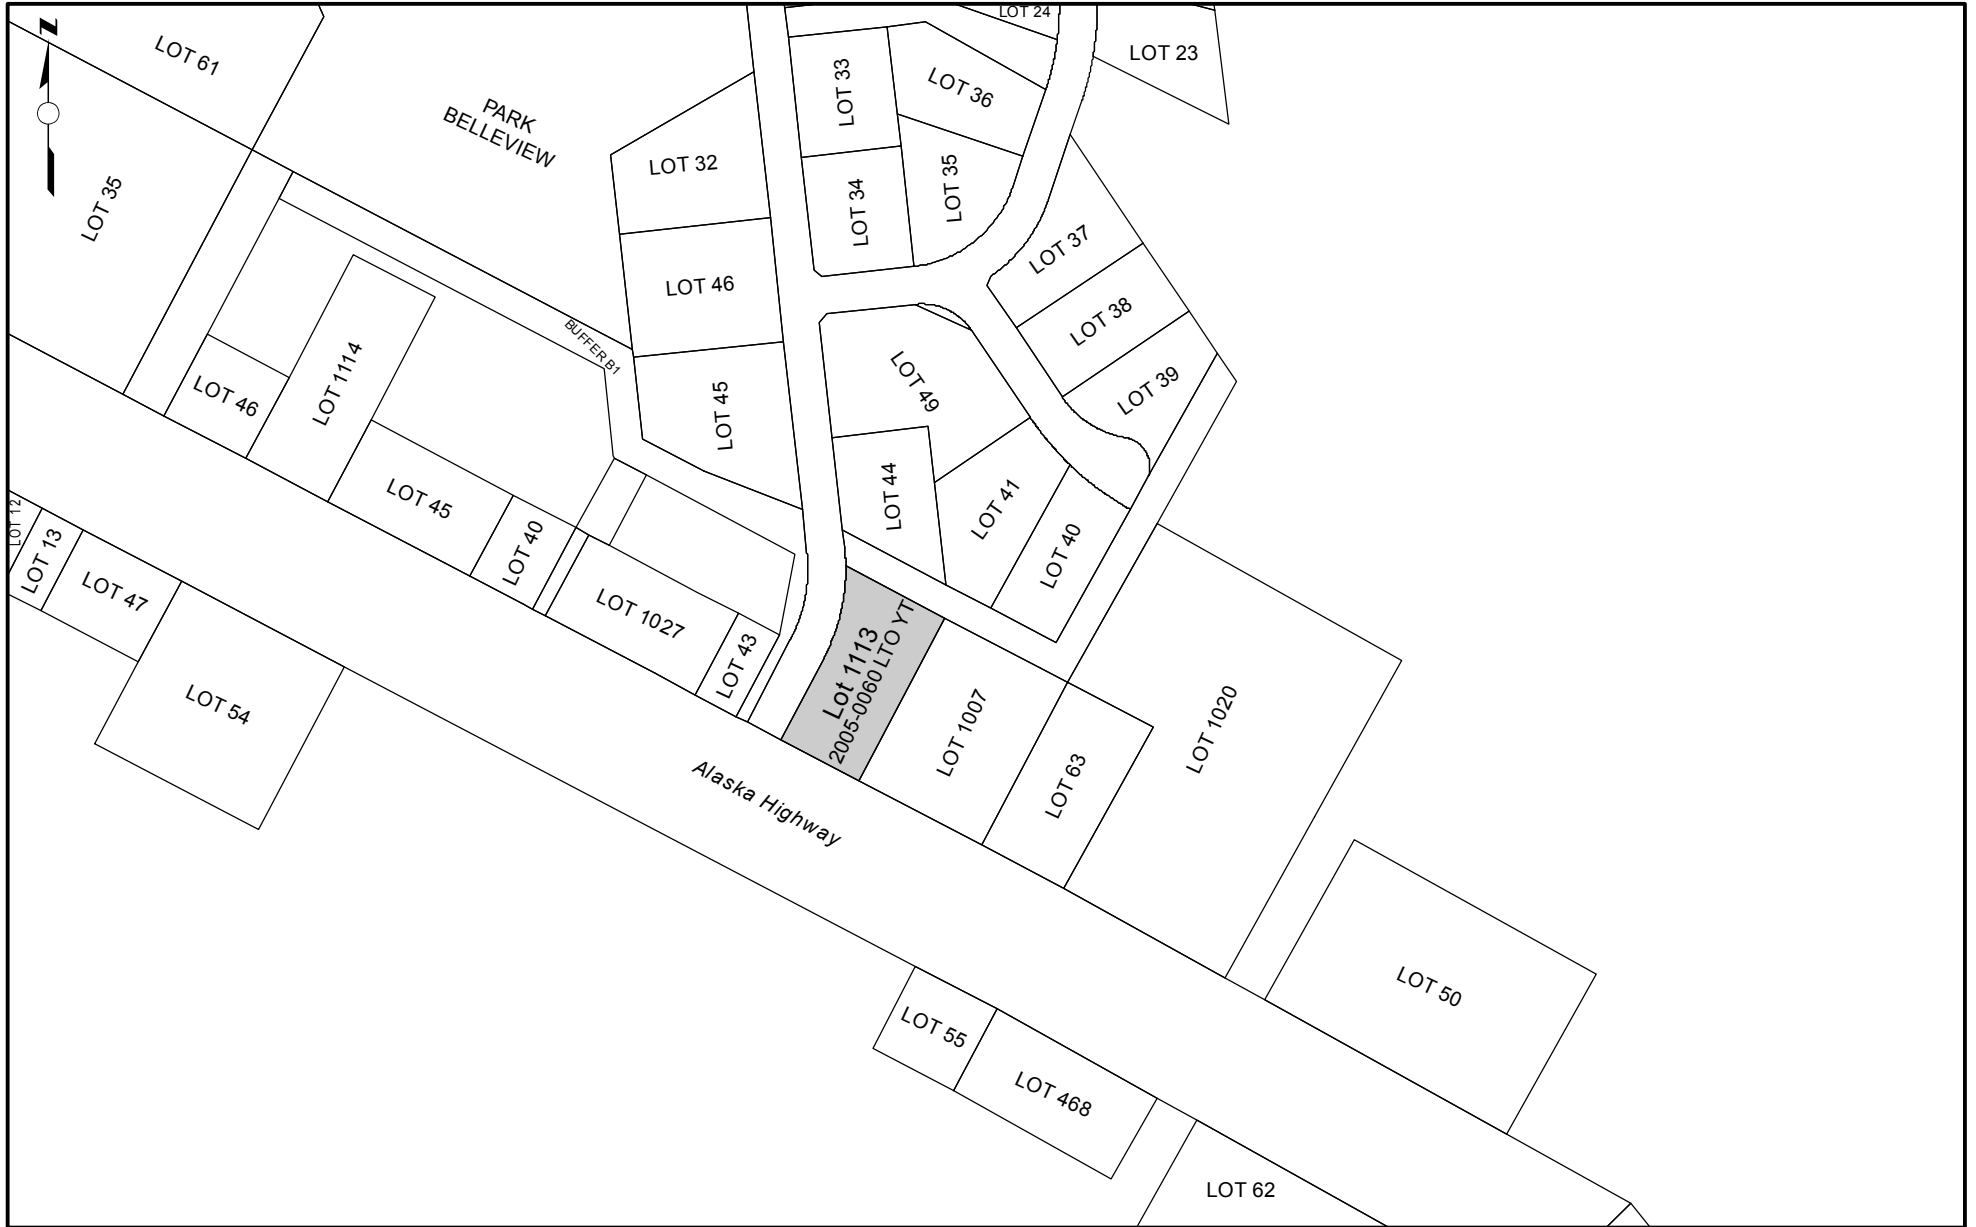 LOT 24
N
LOT 61
LOT 23
PARK
BELLEVIEW
LOT 33
LOT 36
LOT 32
LOT 35
LOT 35
LOT 34
LOT 37
LOT 46
LOT 38
BUFFER B1
LOT 1114
LOT 46
LOT 45
LOT 49
LOT 39
LOT 45
LOT 44
LOT 41
LOT 12
LOT 13
LOT 40
LOT 40
LOT 47
LOT 1027
LOT 43
Lot 1113
2005-0060 LTO YT
LOT 54
LOT 1007
LOT 1020
LOT 63
Alaska Highway
LOT 50
LOT 55
LOT 468
LOT 62